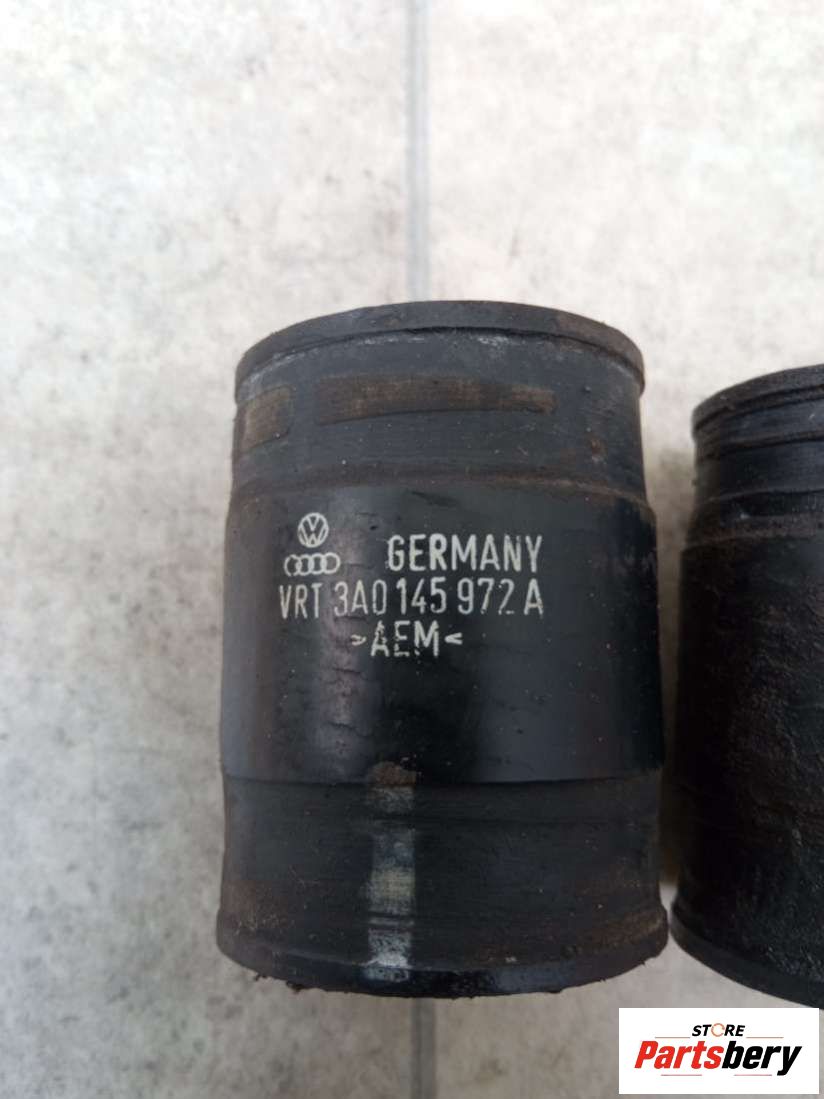 GERMANY
VRT 3A0 145 972 A
>AEM<
STORE
Partsbery